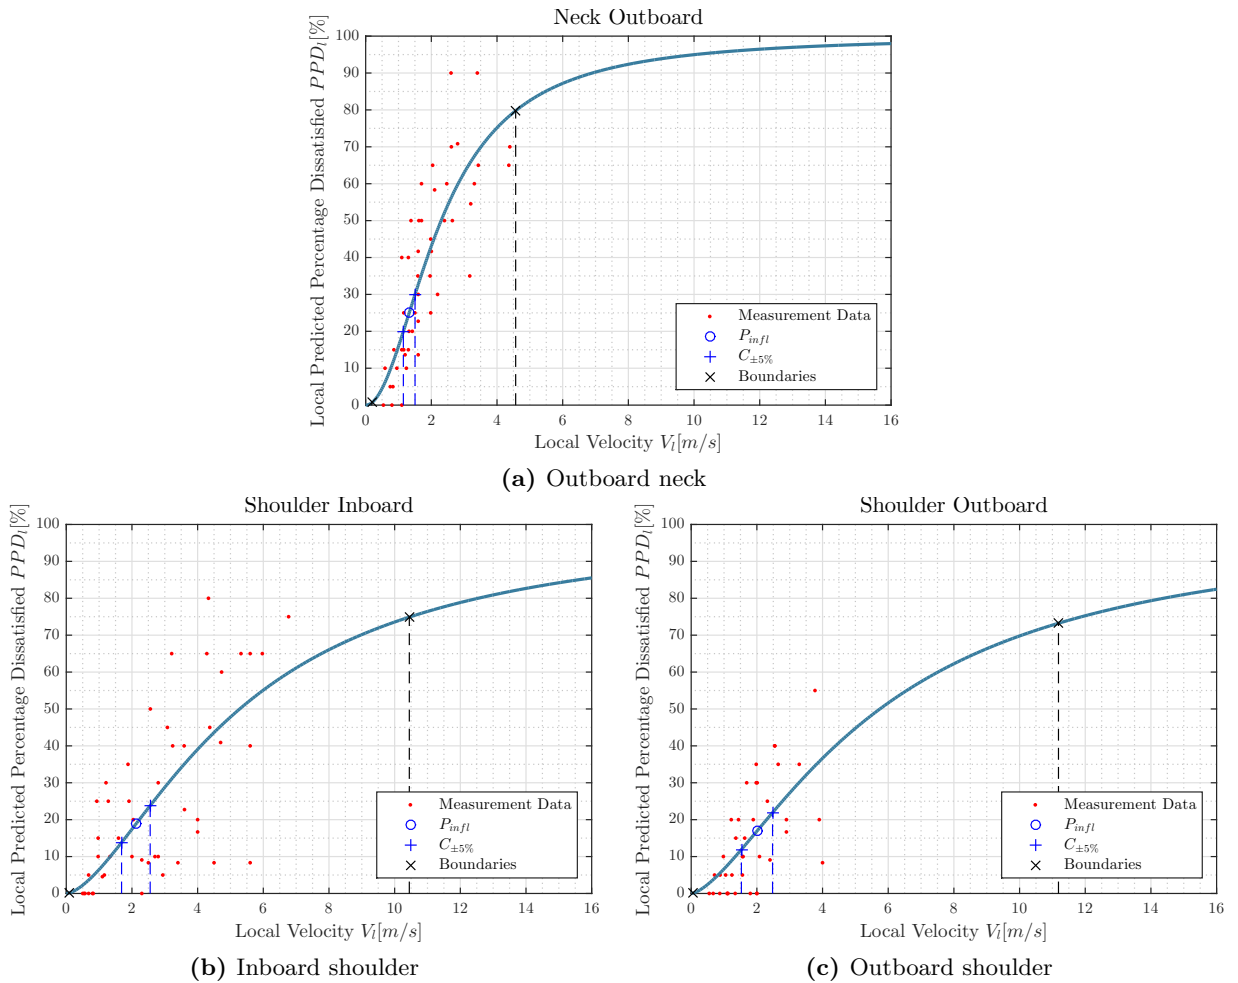 Neck Outboard
Local Predicted Percentage Dissatisfied PPD_l[%]
100
90
80
70
60
50
40
30
20
10
0
0 2 4 6 8 10 12 14 16
Local Velocity V_l[m/s]
Measurement Data
P_infl
C_±5%
Boundaries
(a) Outboard neck
Shoulder Inboard
Local Predicted Percentage Dissatisfied PPD_l[%]
100
90
80
70
60
50
40
30
20
10
0
0 2 4 6 8 10 12 14 16
Local Velocity V_l[m/s]
Measurement Data
P_infl
C_±5%
Boundaries
(b) Inboard shoulder
Shoulder Outboard
Local Predicted Percentage Dissatisfied PPD_l[%]
100
90
80
70
60
50
40
30
20
10
0
0 2 4 6 8 10 12 14 16
Local Velocity V_l[m/s]
Measurement Data
P_infl
C_±5%
Boundaries
(c) Outboard shoulder